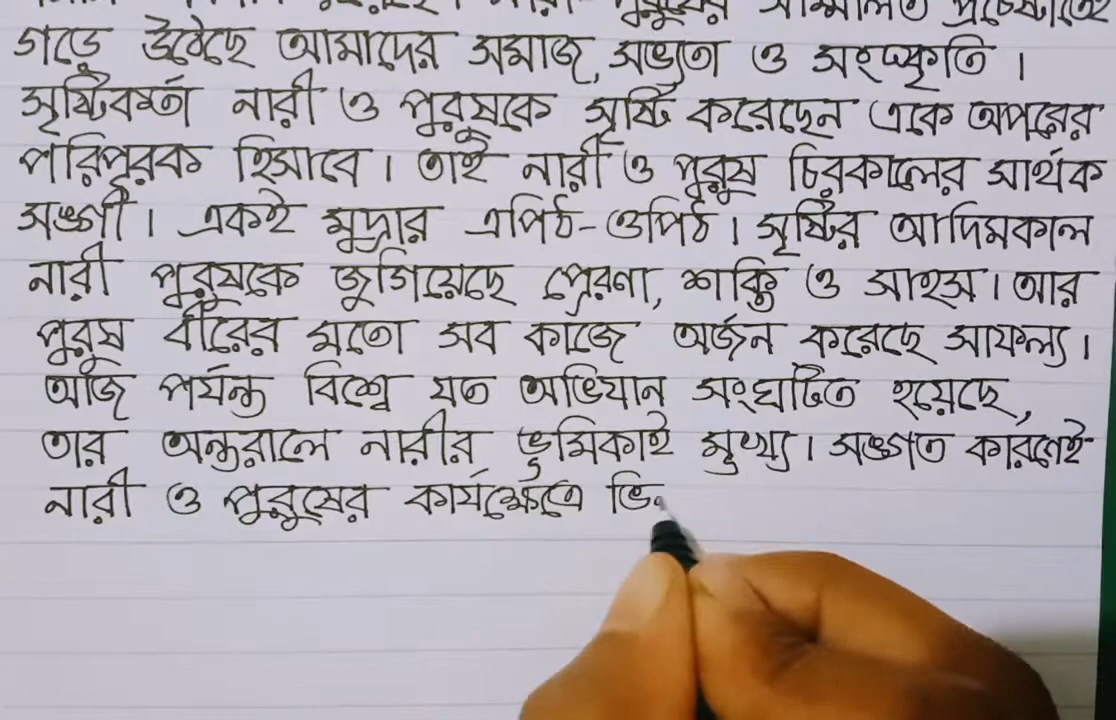 পুরুষের সম্মিলিত প্রচেষ্টাতেই
গড়ে উঠেছে আমাদের সমাজ, সভ্যতা ও সংস্কৃতি।
সৃষ্টিকর্তা নারী ও পুরুষকে সৃষ্টি করেছেন একে অপরের
পরিপূরক হিসাবে। তাই নারী ও পুরুষ চিরকালের সার্থক
সঙ্গী। একই মুদ্রার এপিঠ-ওপিঠ। সৃষ্টির আদিমকাল
নারী পুরুষকে জুগিয়েছে প্রেরণা, শক্তি ও সাহস। আর
পুরুষ বীরের মতো সব কাজে অর্জন করেছে সাফল্য।
আজ পর্যন্ত বিশ্বে যত অভিযান সংঘটিত হয়েছে,
তার অন্তরালে নারীর ভূমিকাই মুখ্য। সঙ্গত কারণেই
নারী ও পুরুষের কার্যক্ষেত্রে ভি